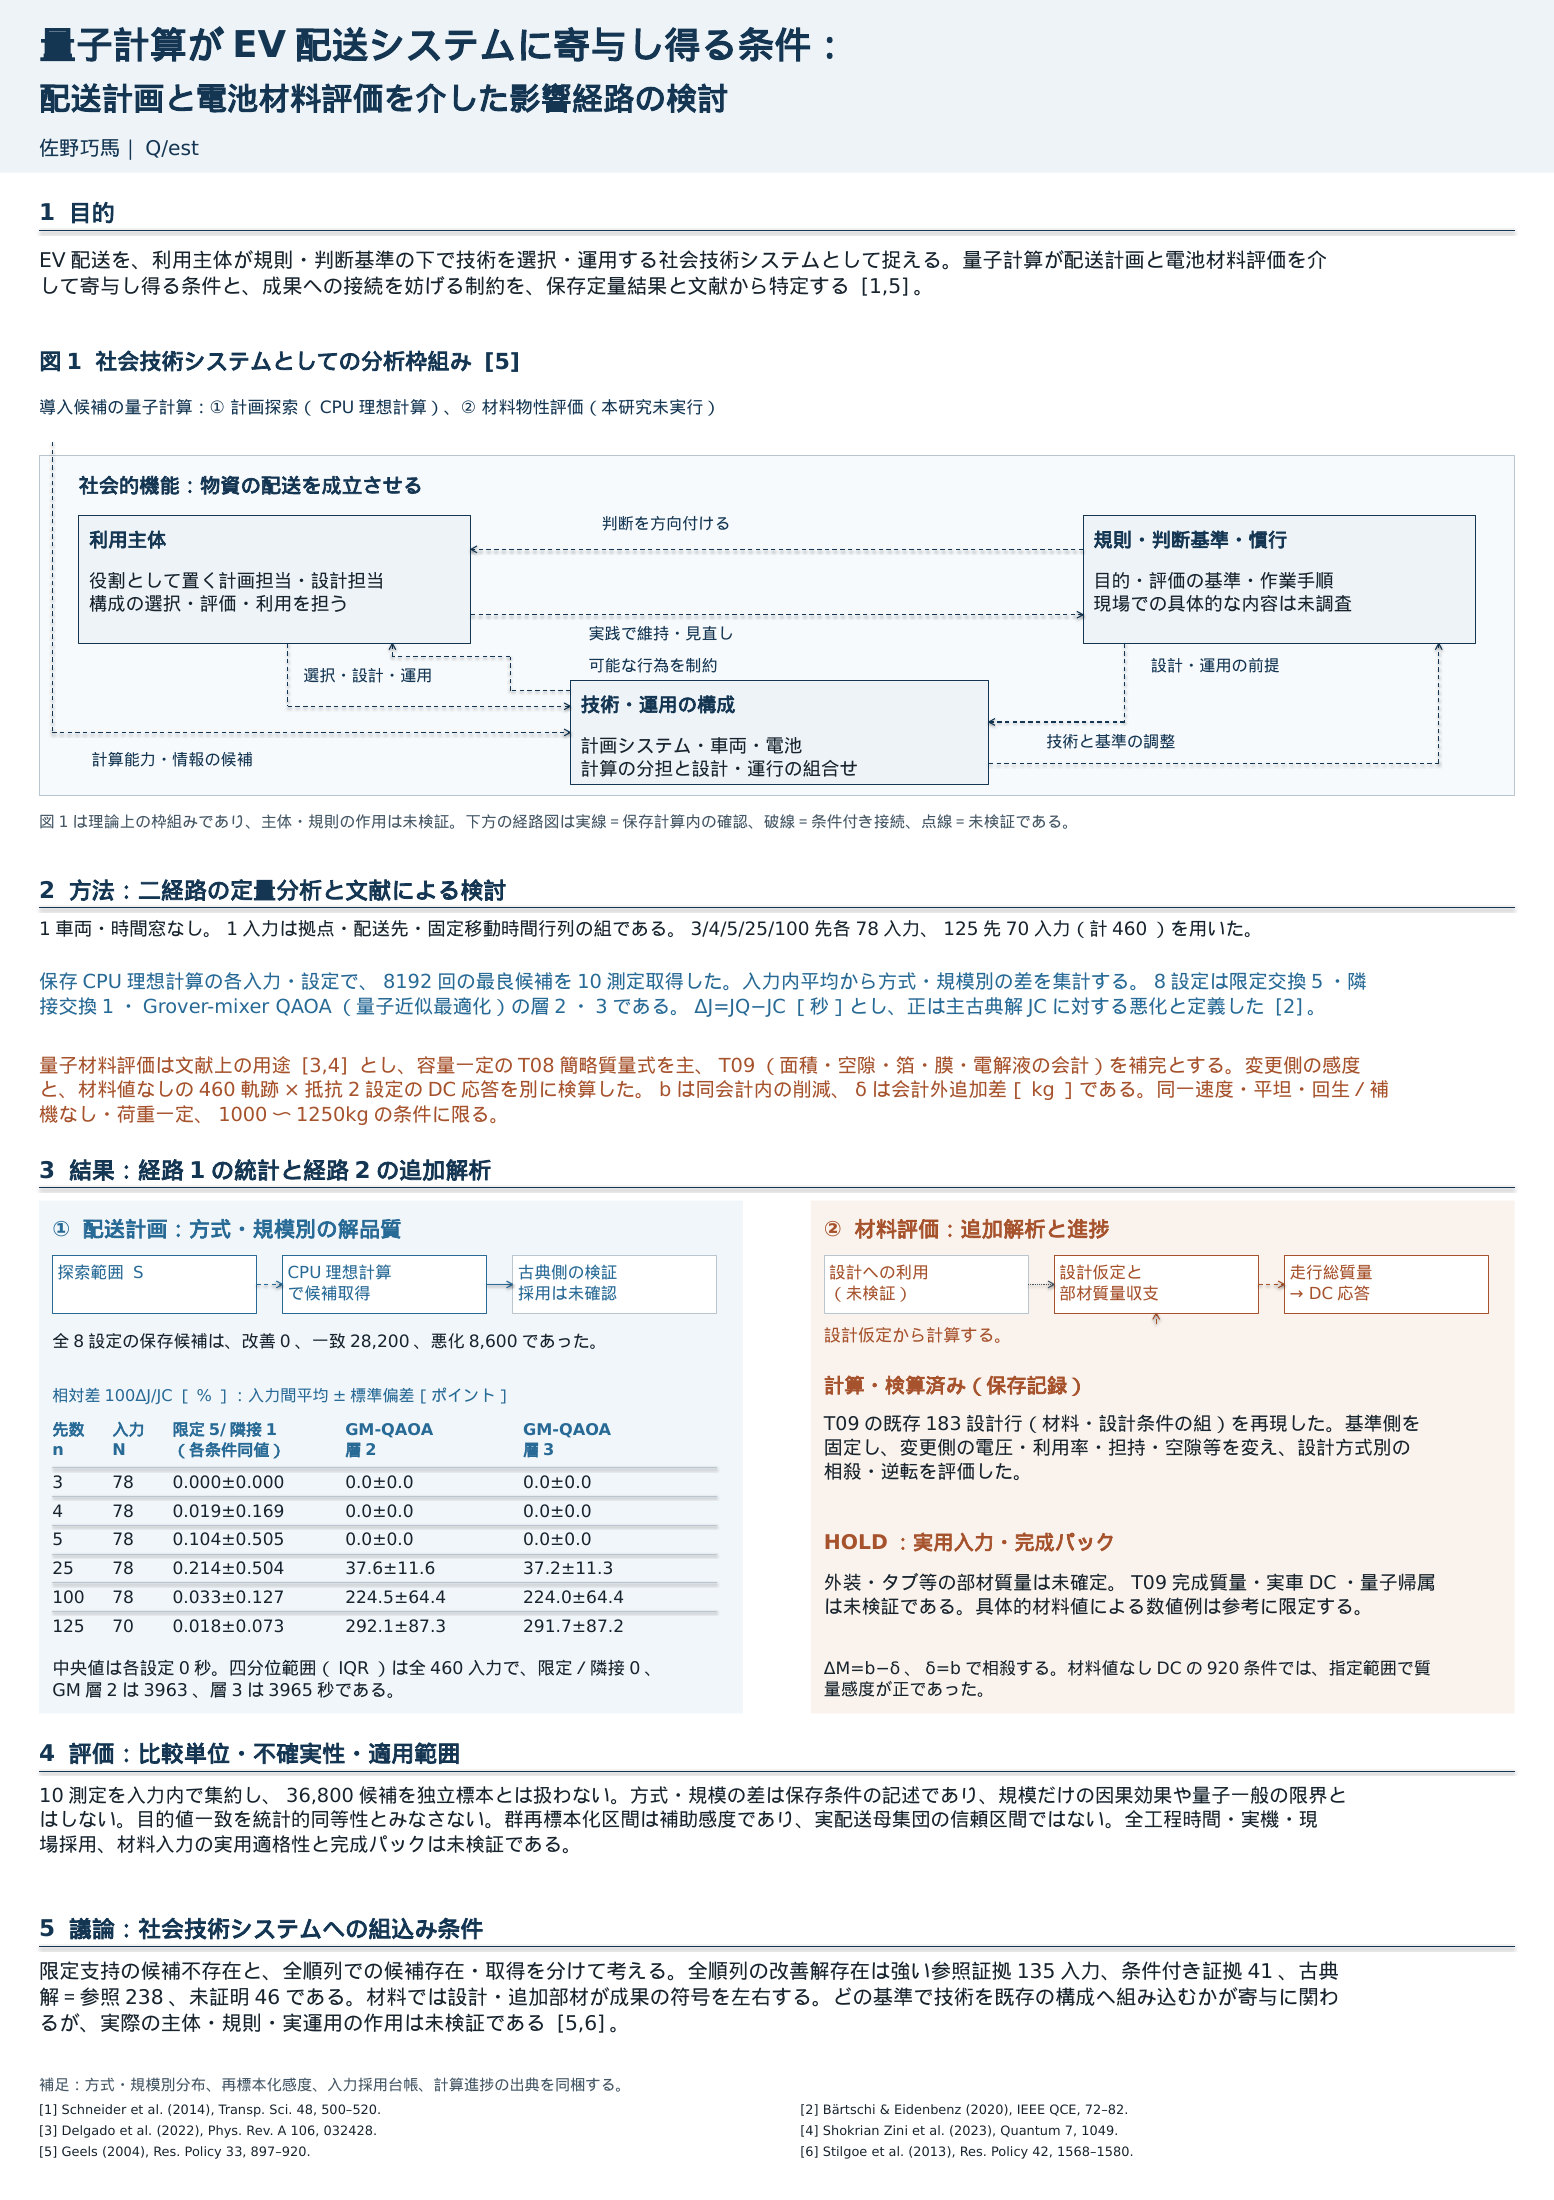 量子計算が EV 配送システムに寄与し得る条件：
配送計画と電池材料評価を介した影響経路の検討
佐野巧馬｜ Q/est
1 目的
EV 配送を、利用主体が規則・判断基準の下で技術を選択・運用する社会技術システムとして捉える。量子計算が配送計画と電池材料評価を介
して寄与し得る条件と、成果への接続を妨げる制約を、保存定量結果と文献から特定する [1,5] 。
図 1 社会技術システムとしての分析枠組み [5]
導入候補の量子計算：① 計画探索（ CPU 理想計算）、② 材料物性評価（本研究未実行）
社会的機能：物資の配送を成立させる
判断を方向付ける
利用主体
役割として置く計画担当・設計担当
構成の選択・評価・利用を担う
規則・判断基準・慣行
目的・評価の基準・作業手順
現場での具体的な内容は未調査
実践で維持・見直し
可能な行為を制約
選択・設計・運用
設計・運用の前提
技術・運用の構成
計画システム・車両・電池
計算の分担と設計・運行の組合せ
技術と基準の調整
計算能力・情報の候補
図 1 は理論上の枠組みであり、主体・規則の作用は未検証。下方の経路図は実線＝保存計算内の確認、破線＝条件付き接続、点線＝未検証である。
2 方法：二経路の定量分析と文献による検討
1 車両・時間窓なし。 1 入力は拠点・配送先・固定移動時間行列の組である。 3/4/5/25/100 先各 78 入力、 125 先 70 入力（計 460 ）を用いた。
保存 CPU 理想計算の各入力・設定で、 8192 回の最良候補を 10 測定取得した。入力内平均から方式・規模別の差を集計する。 8 設定は限定交換 5 ・隣
接交換 1 ・ Grover-mixer QAOA （量子近似最適化）の層 2 ・ 3 である。 ΔJ=JQ−JC ［秒］とし、正は主古典解 JC に対する悪化と定義した [2] 。
量子材料評価は文献上の用途 [3,4] とし、容量一定の T08 簡略質量式を主、 T09 （面積・空隙・箔・膜・電解液の会計）を補完とする。変更側の感度
と、材料値なしの 460 軌跡 × 抵抗 2 設定の DC 応答を別に検算した。 b は同会計内の削減、 δ は会計外追加差［ kg ］である。同一速度・平坦・回生／補
機なし・荷重一定、 1000 〜 1250kg の条件に限る。
3 結果：経路 1 の統計と経路 2 の追加解析
① 配送計画：方式・規模別の解品質
探索範囲 S
CPU 理想計算
で候補取得
古典側の検証
採用は未確認
全 8 設定の保存候補は、改善 0 、一致 28,200 、悪化 8,600 であった。
相対差 100ΔJ/JC ［ % ］：入力間平均 ± 標準偏差［ポイント］
先数 入力 限定 5/ 隣接 1 GM-QAOA GM-QAOA
n N （各条件同値） 層 2 層 3
3 78 0.000±0.000 0.0±0.0 0.0±0.0
4 78 0.019±0.169 0.0±0.0 0.0±0.0
5 78 0.104±0.505 0.0±0.0 0.0±0.0
25 78 0.214±0.504 37.6±11.6 37.2±11.3
100 78 0.033±0.127 224.5±64.4 224.0±64.4
125 70 0.018±0.073 292.1±87.3 291.7±87.2
中央値は各設定 0 秒。四分位範囲（ IQR ）は全 460 入力で、限定／隣接 0 、
GM 層 2 は 3963 、層 3 は 3965 秒である。
② 材料評価：追加解析と進捗
設計への利用
（未検証）
設計仮定と
部材質量収支
走行総質量
→ DC 応答
設計仮定から計算する。
計算・検算済み（保存記録）
T09 の既存 183 設計行（材料・設計条件の組）を再現した。基準側を
固定し、変更側の電圧・利用率・担持・空隙等を変え、設計方式別の
相殺・逆転を評価した。
HOLD ：実用入力・完成パック
外装・タブ等の部材質量は未確定。 T09 完成質量・実車 DC ・量子帰属
は未検証である。具体的材料値による数値例は参考に限定する。
ΔM=b−δ 、 δ=b で相殺する。材料値なし DC の 920 条件では、指定範囲で質
量感度が正であった。
4 評価：比較単位・不確実性・適用範囲
10 測定を入力内で集約し、 36,800 候補を独立標本とは扱わない。方式・規模の差は保存条件の記述であり、規模だけの因果効果や量子一般の限界と
はしない。目的値一致を統計的同等性とみなさない。群再標本化区間は補助感度であり、実配送母集団の信頼区間ではない。全工程時間・実機・現
場採用、材料入力の実用適格性と完成パックは未検証である。
5 議論：社会技術システムへの組込み条件
限定支持の候補不存在と、全順列での候補存在・取得を分けて考える。全順列の改善解存在は強い参照証拠 135 入力、条件付き証拠 41 、古典
解＝参照 238 、未証明 46 である。材料では設計・追加部材が成果の符号を左右する。どの基準で技術を既存の構成へ組み込むかが寄与に関わ
るが、実際の主体・規則・実運用の作用は未検証である [5,6] 。
補足：方式・規模別分布、再標本化感度、入力採用台帳、計算進捗の出典を同梱する。
[1] Schneider et al. (2014), Transp. Sci. 48, 500–520.
[2] Bärtschi & Eidenbenz (2020), IEEE QCE, 72–82.
[3] Delgado et al. (2022), Phys. Rev. A 106, 032428.
[4] Shokrian Zini et al. (2023), Quantum 7, 1049.
[5] Geels (2004), Res. Policy 33, 897–920.
[6] Stilgoe et al. (2013), Res. Policy 42, 1568–1580.